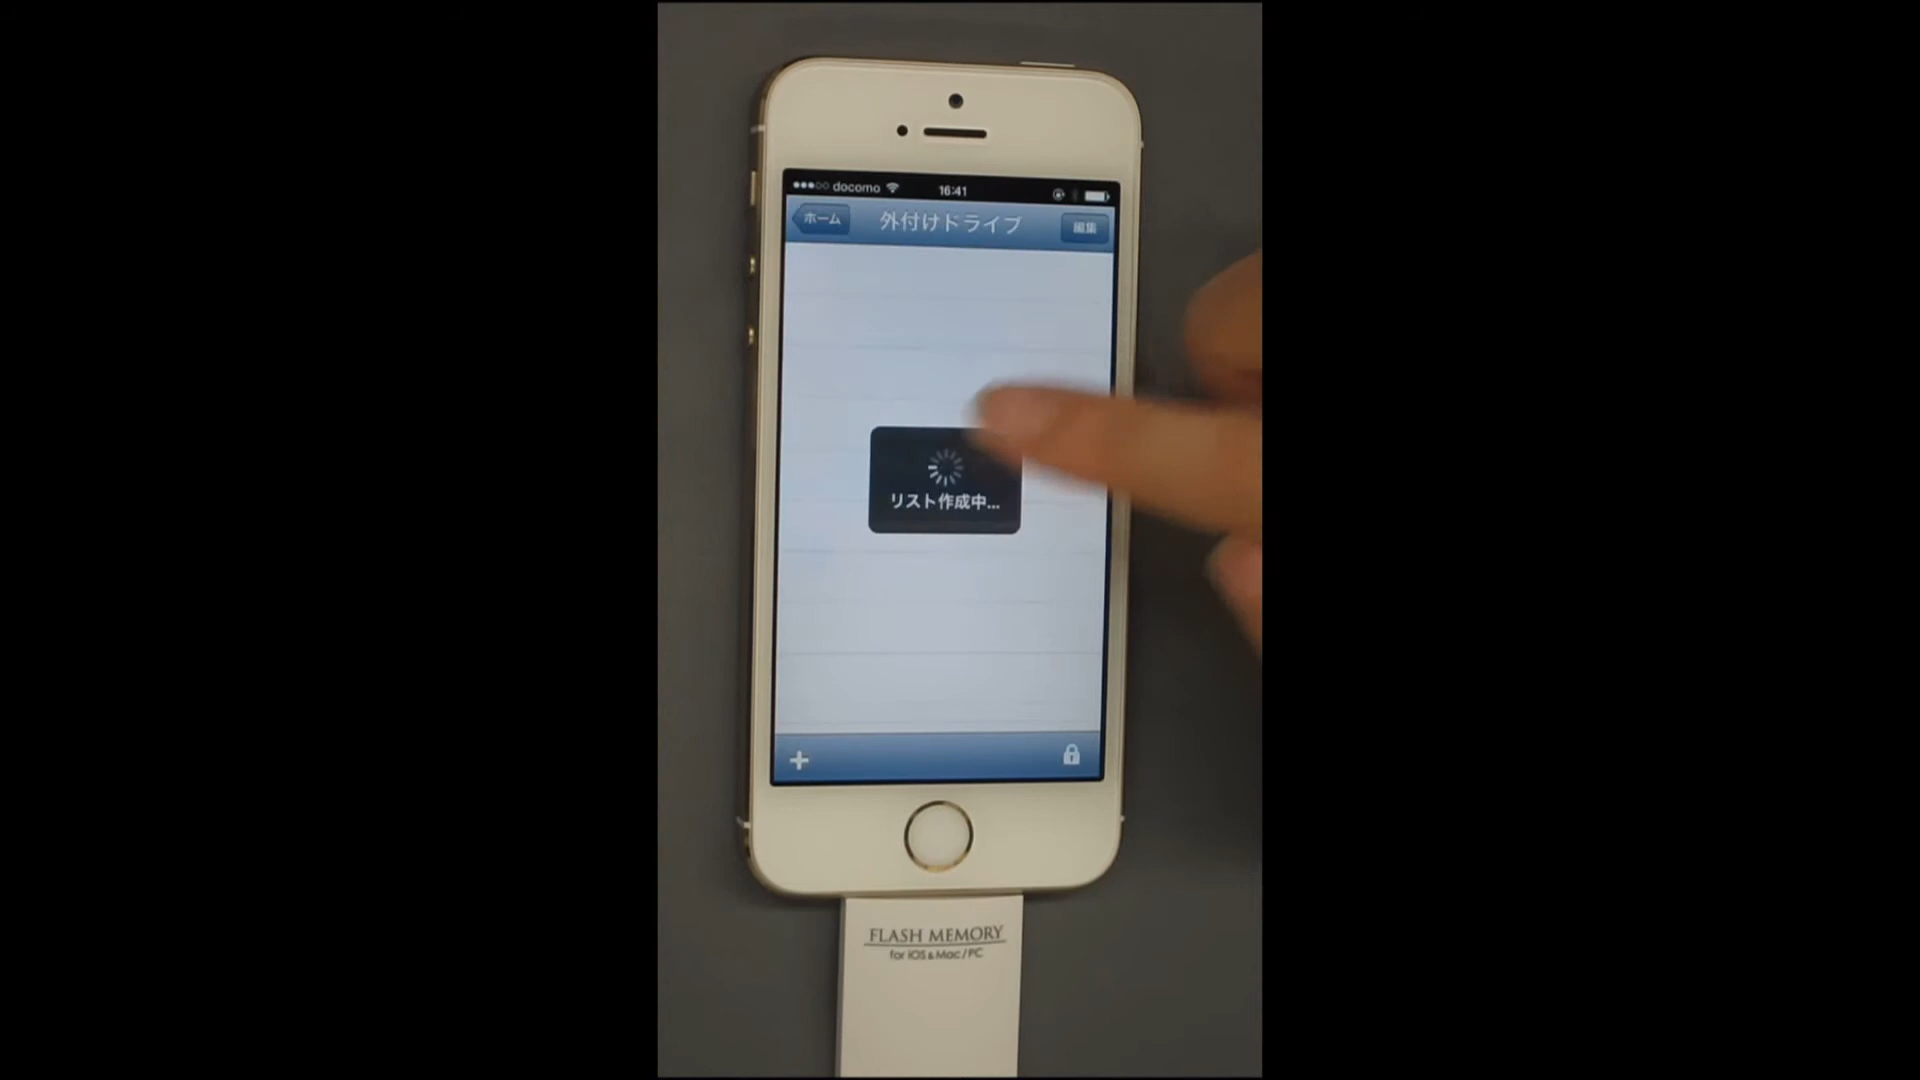 docomo 16:41
ホーム 外付けドライブ 編集
リスト作成中...
FLASH MEMORY
for iOS & Mac/PC